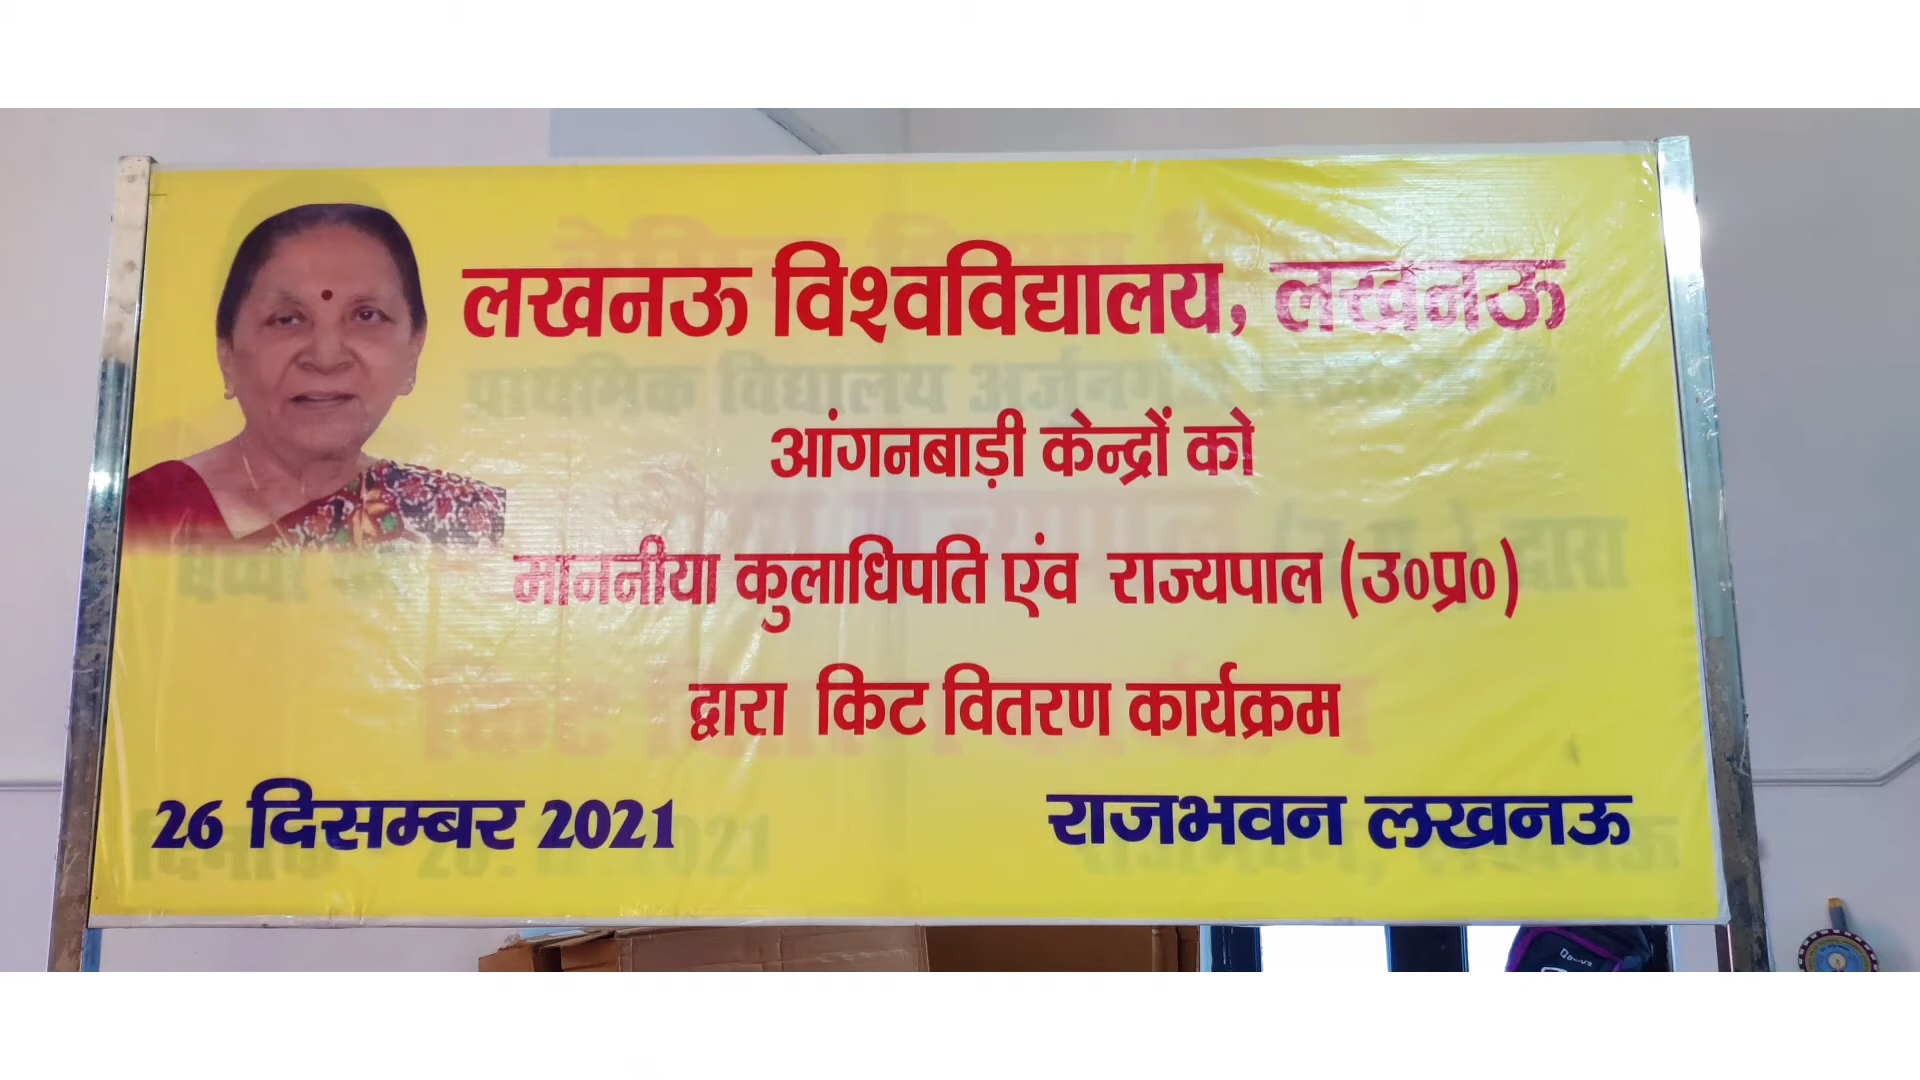 लखनऊ विश्वविद्यालय, लखनऊ
आंगनबाड़ी केन्द्रों को
माननीया कुलाधिपति एंव राज्यपाल (उ०प्र०)
द्वारा किट वितरण कार्यक्रम
26 दिसम्बर 2021 राजभवन लखनऊ